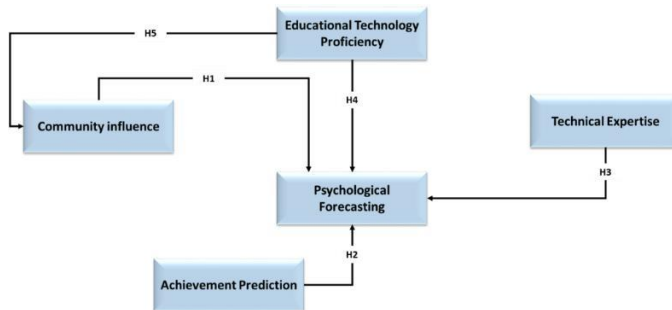 Educational Technology
Proficiency
H5
H1
H4
Community influence
Technical Expertise
H3
Psychological
Forecasting
H2
Achievement Prediction